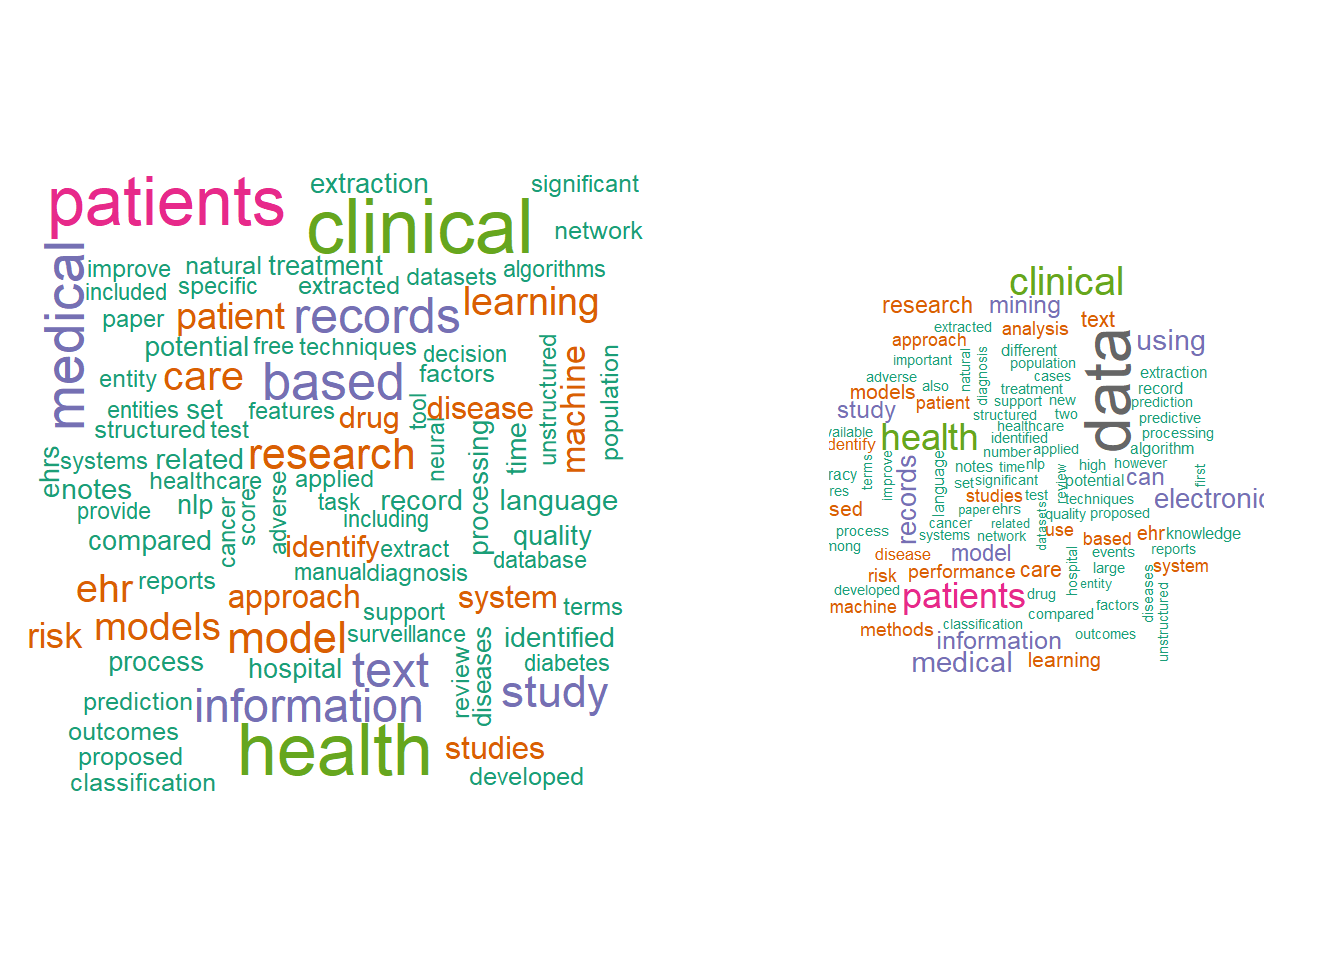 patients
extraction
significant
clinical
network
medical
improve
natural
treatment
datasets
algorithms
included
specific
extracted
learning
paper
patient
records
potential
free
techniques
decision
unstructured
machine
population
entity
care
based
factors
entities
set
features
drug
tool
disease
structured
test
research
neural
processing
time
ehrs
systems
related
healthcare
applied
notes
nlp
cancer
score
adverse
task
record
language
provide
including
compared
identify
extract
quality
database
manual
diagnosis
ehr
reports
approach
support
system
terms
risk
models
model
surveillance
review
diseases
identified
process
hospital
text
diabetes
prediction
information
study
outcomes
health
studies
proposed
classification
developed
clinical
research
mining
extracted
analysis
text
approach
different
data
using
important
natural
diagnosis
population
adverse
also
cases
extraction
models
treatment
record
study
patient
support
new
prediction
structured
two
predictive
vailable
healthcare
processing
dentify
health
identified
number
applied
algorithm
racy
terms
improve
records
language
notes
time
nlp
review
high
however
first
res
set
significant
potential
can
sed
studies
test
techniques
electronic
paper
ehrs
datasets
quality
proposed
process
cancer
related
use
systems
network
based
ehr
knowledge
mong
disease
model
hospital
events
reports
risk
performance
care
large
system
developed
patients
drug
entity
diseases
unstructured
machine
compared
factors
methods
classification
information
outcomes
medical
learning